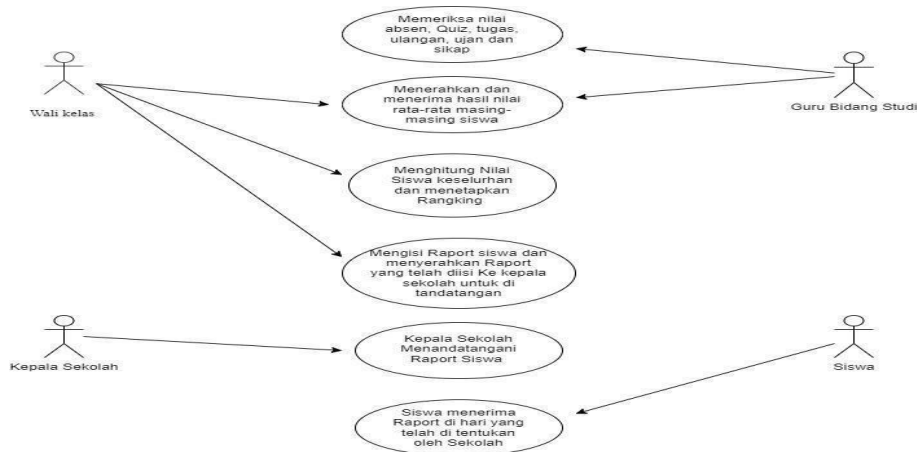 Memeriksa nilai
absen, Quiz, tugas,
ulangan, ujan dan
sikap
Wali kelas
Menerahkan dan
menerima hasil nilai
rata-rata masing-
masing siswa
Guru Bidang Studi
Menghitung Nilai
Siswa keselurhan
dan menetapkan
Rangking
Mengisi Raport siswa dan
menyerahkan Raport
yang telah diisi Ke kepala
sekolah untuk di
tandatangan
Kepala Sekolah
Kepala Sekolah
Menandatangani
Raport Siswa
Siswa
Siswa menerima
Raport di hari yang
telah di tentukan
oleh Sekolah